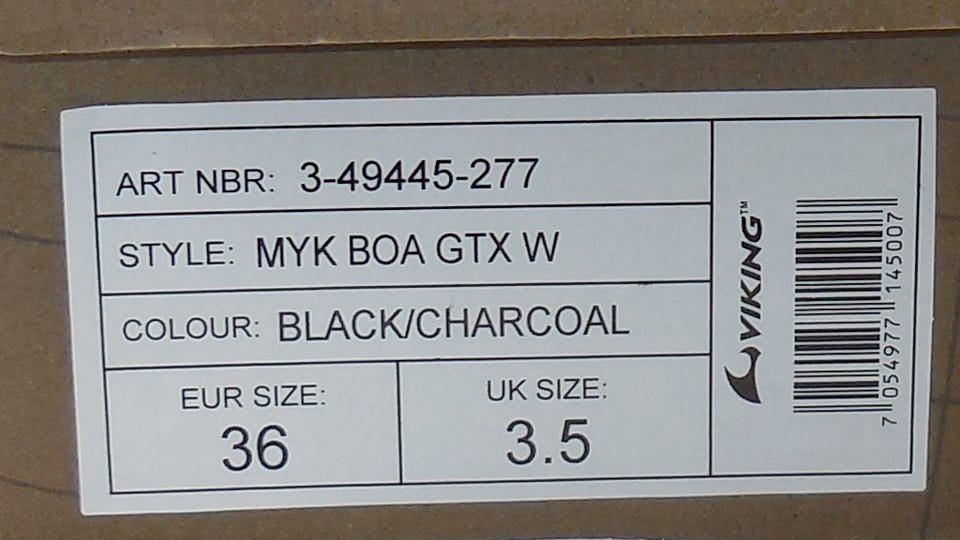 ART NBR: 3-49445-277
STYLE: MYK BOA GTX W
COLOUR: BLACK/CHARCOAL
EUR SIZE:
36
UK SIZE:
3.5
VIKING™
7 054977 145007